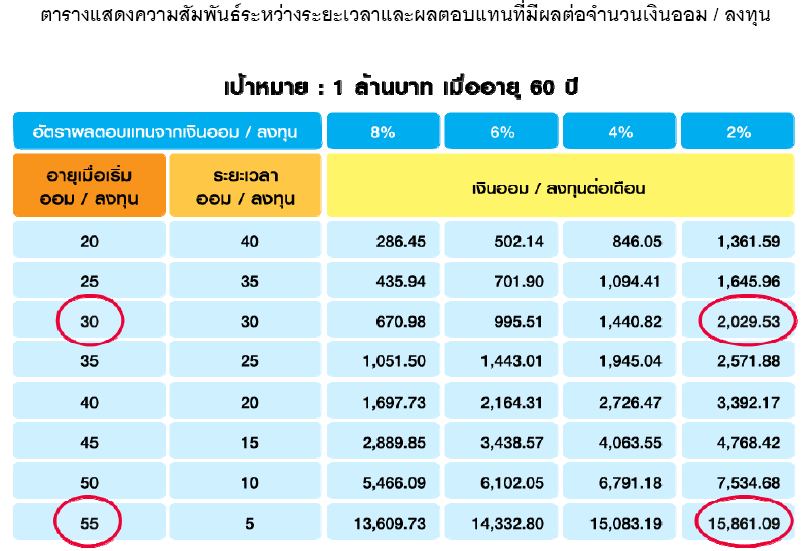 ตารางแสดงความสัมพันธ์ระหว่างระยะเวลาและผลตอบแทนที่มีผลต่อจำนวนเงินออม / ลงทุน
เป้าหมาย : 1 ล้านบาท เมื่ออายุ 60 ปี
อัตราผลตอบแทนจากเงินออม / ลงทุน 8% 6% 4% 2%
อายุเมื่อเริ่ม ออม / ลงทุน ระยะเวลา ออม / ลงทุน เงินออม / ลงทุนต่อเดือน
20 40 286.45 502.14 846.05 1,361.59
25 35 435.94 701.90 1,094.41 1,645.96
30 30 670.98 995.51 1,440.82 2,029.53
35 25 1,051.50 1,443.01 1,945.04 2,571.88
40 20 1,697.73 2,164.31 2,726.47 3,392.17
45 15 2,889.85 3,438.57 4,063.55 4,768.42
50 10 5,466.09 6,102.05 6,791.18 7,534.68
55 5 13,609.73 14,332.80 15,083.19 15,861.09